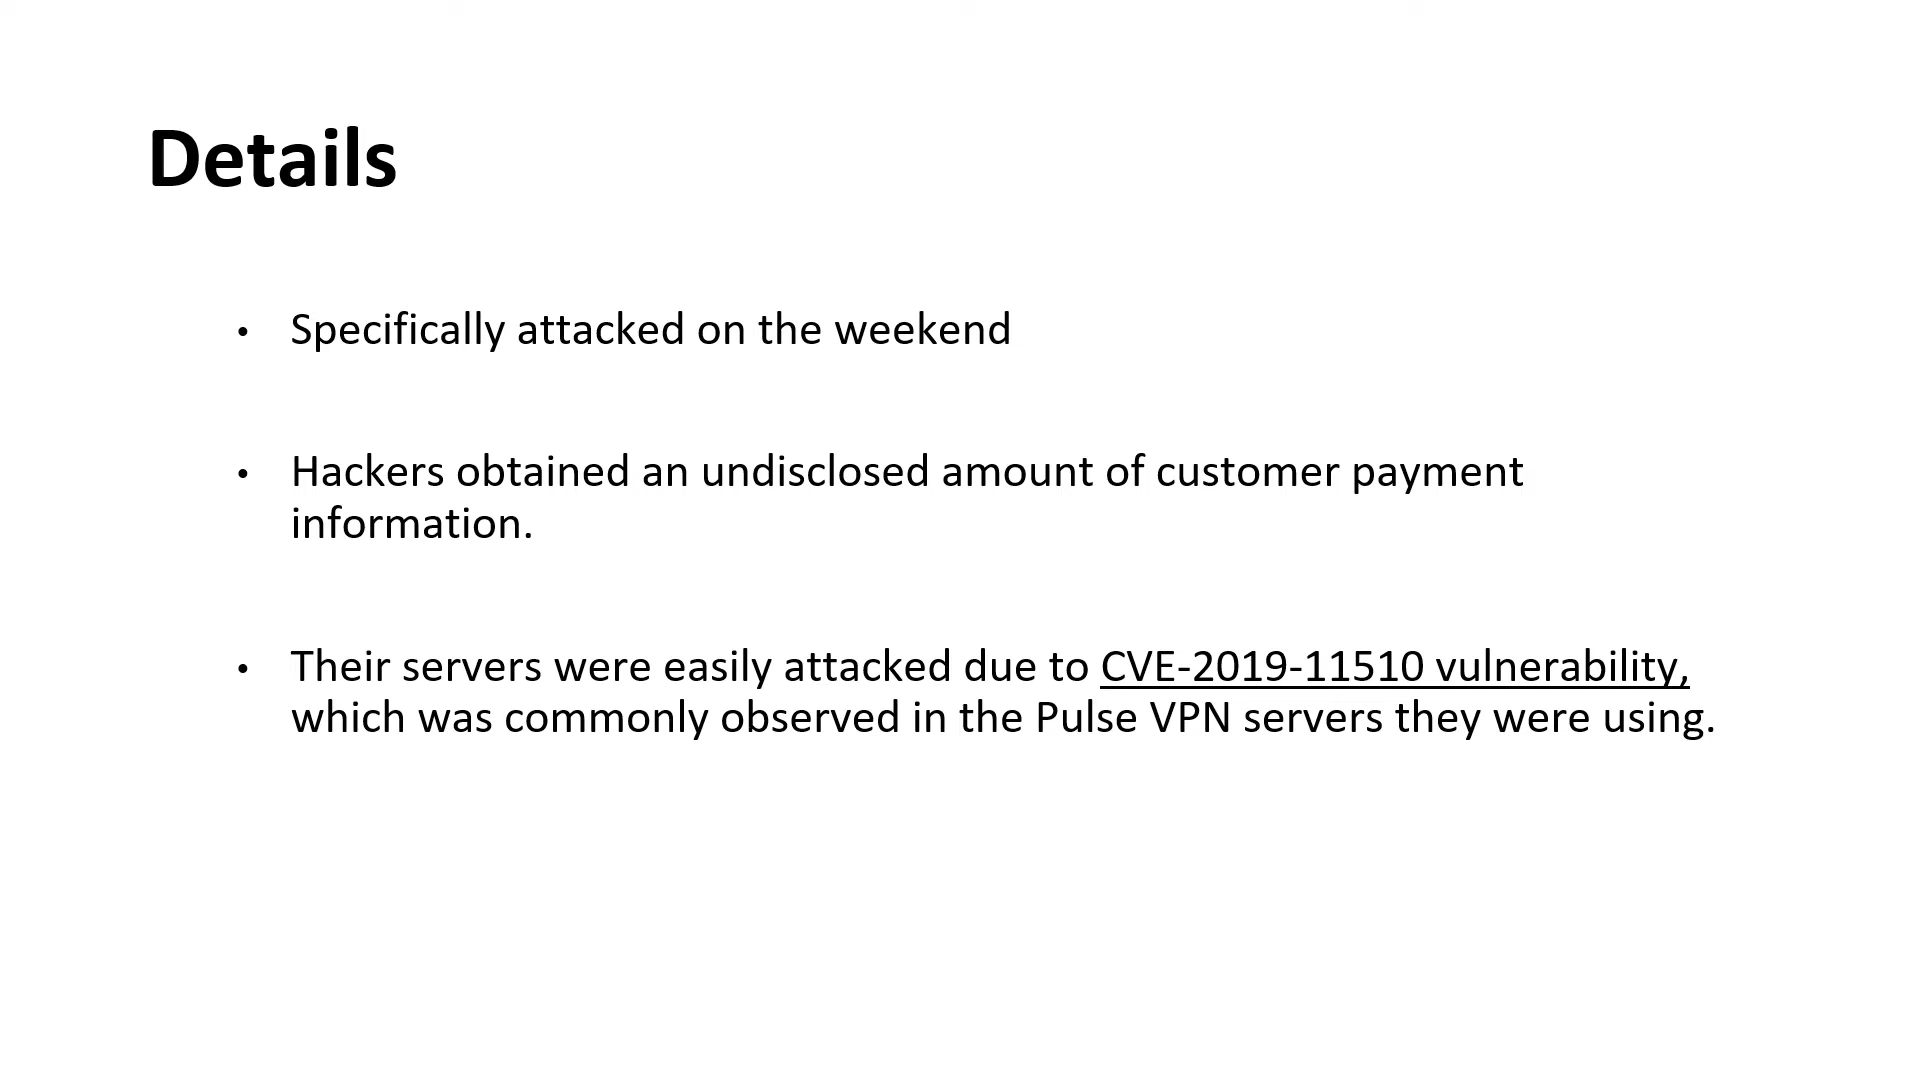 Details
• Specifically attacked on the weekend
• Hackers obtained an undisclosed amount of customer payment
information.
• Their servers were easily attacked due to CVE-2019-11510 vulnerability,
which was commonly observed in the Pulse VPN servers they were using.